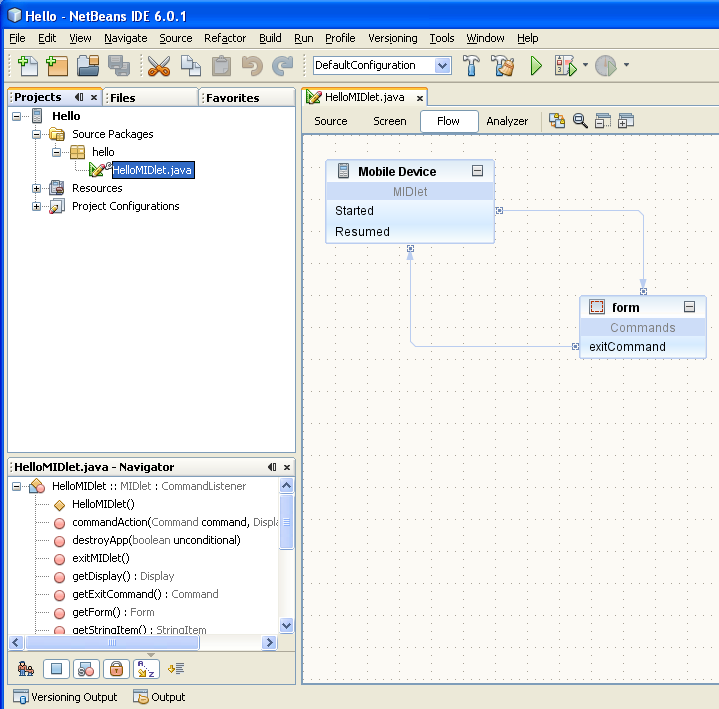 Hello - NetBeans IDE 6.0.1
File Edit View Navigate Source Refactor Build Run Profile Versioning Tools Window Help
DefaultConfiguration
Projects Files Favorites
Hello
Source Packages
hello
HelloMIDlet.java
Resources
Project Configurations
HelloMIDlet.java
Source Screen Flow Analyzer
Mobile Device
MIDlet
Started
Resumed
form
Commands
exitCommand
HelloMIDlet.java - Navigator
HelloMIDlet :: MIDlet : CommandListener
HelloMIDlet()
commandAction(Command command, Displa
destroyApp(boolean unconditional)
exitMIDlet()
getDisplay() : Display
getExitCommand() : Command
getForm() : Form
getStringItem() : StringItem
Versioning Output Output